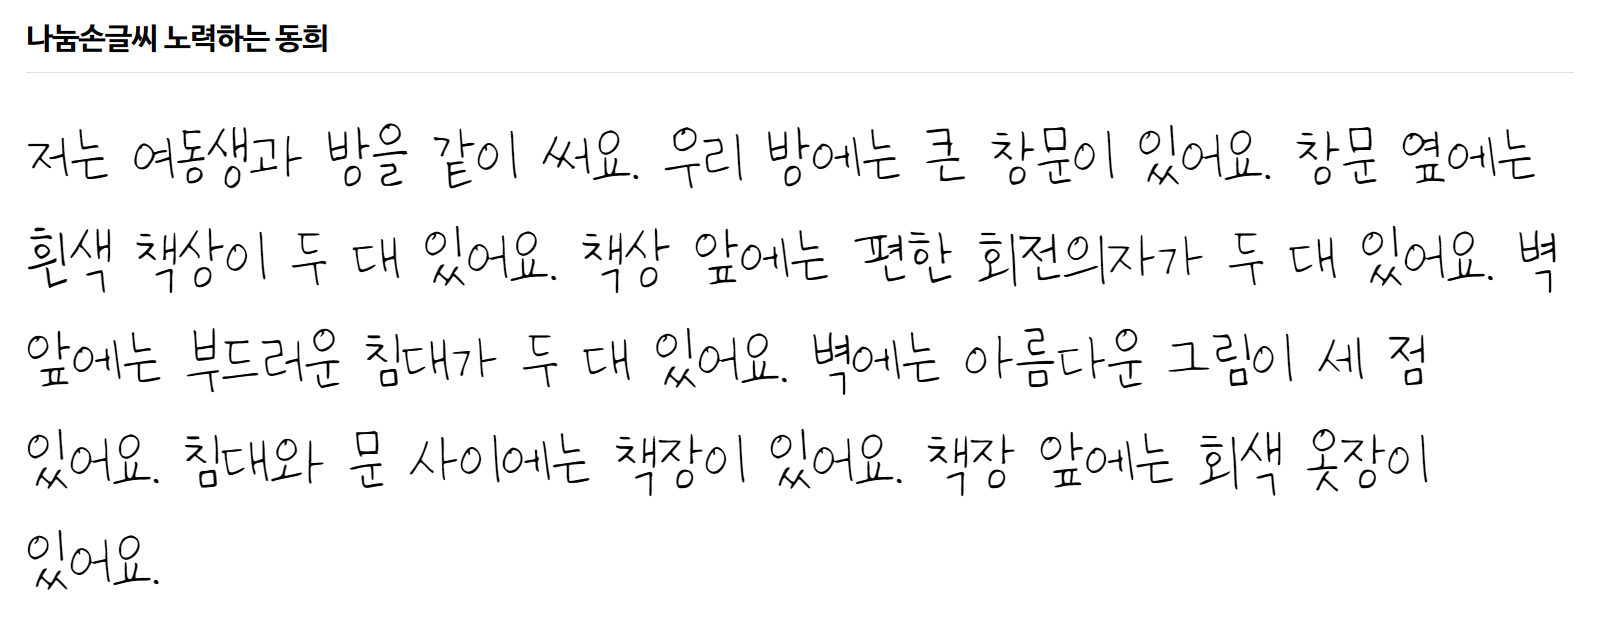 나눔손글씨 노력하는 동희
저는 여동생과 방을 같이 써요. 우리 방에는 큰 창문이 있어요. 창문 옆에는
흰색 책상이 두 대 있어요. 책상 앞에는 편한 회전의자가 두 대 있어요. 벽
앞에는 부드러운 침대가 두 대 있어요. 벽에는 아름다운 그림이 세 점
있어요. 침대와 문 사이에는 책장이 있어요. 책장 앞에는 회색 옷장이
있어요.